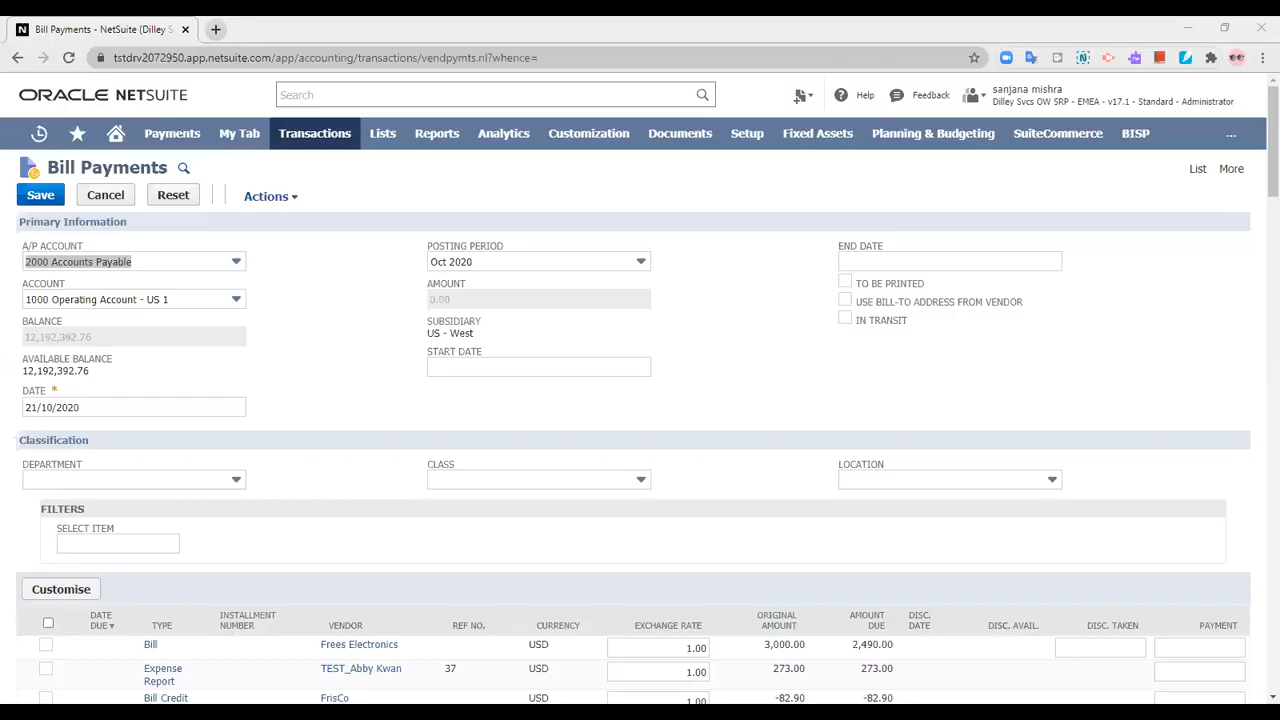 Bill Payments - NetSuite (Dilley S
tstdrv2072950.app.netsuite.com/app/accounting/transactions/vendpymts.nl?whence=
ORACLE NETSUITE
Search
Help
Feedback
sanjana mishra
Dilley Svcs OW SRP - EMEA - v17.1 - Standard - Administrator
Payments My Tab Transactions Lists Reports Analytics Customization Documents Setup Fixed Assets Planning & Budgeting SuiteCommerce BISP ...
Bill Payments
List More
Save Cancel Reset Actions
Primary Information
A/P ACCOUNT
2000 Accounts Payable
ACCOUNT
1000 Operating Account - US 1
BALANCE
12,192,392.76
AVAILABLE BALANCE
12,192,392.76
DATE *
21/10/2020
POSTING PERIOD
Oct 2020
AMOUNT
0.00
SUBSIDIARY
US - West
START DATE
END DATE
TO BE PRINTED
USE BILL-TO ADDRESS FROM VENDOR
IN TRANSIT
Classification
DEPARTMENT
CLASS
LOCATION
FILTERS
SELECT ITEM
Customise
DATE DUE TYPE INSTALLMENT NUMBER VENDOR REF NO. CURRENCY EXCHANGE RATE ORIGINAL AMOUNT AMOUNT DUE DISC. DATE DISC. AVAIL. DISC. TAKEN PAYMENT
Bill Frees Electronics USD 1.00 3,000.00 2,490.00
Expense Report TEST_Abby Kwan 37 USD 1.00 273.00 273.00
Bill Credit FrisCo USD 1.00 -82.90 -82.90